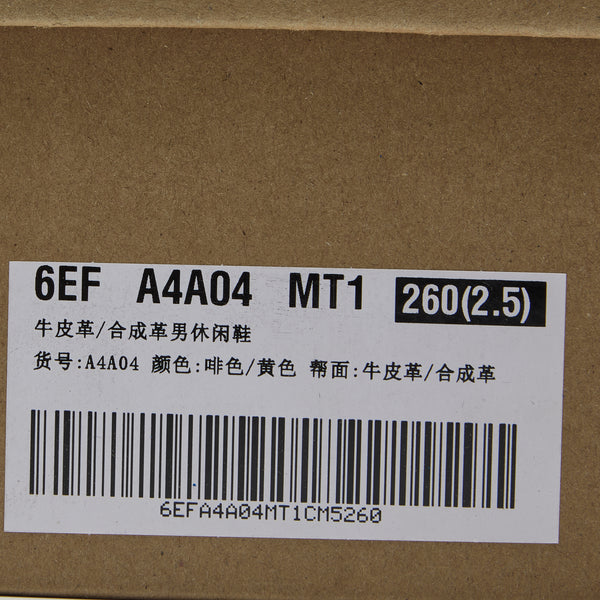 6EF A4A04 MT1 260(2.5)
牛皮革/合成革男休闲鞋
货号:A4A04 颜色:啡色/黄色 帮面:牛皮革/合成革
6EFA4A04MT1CM5260